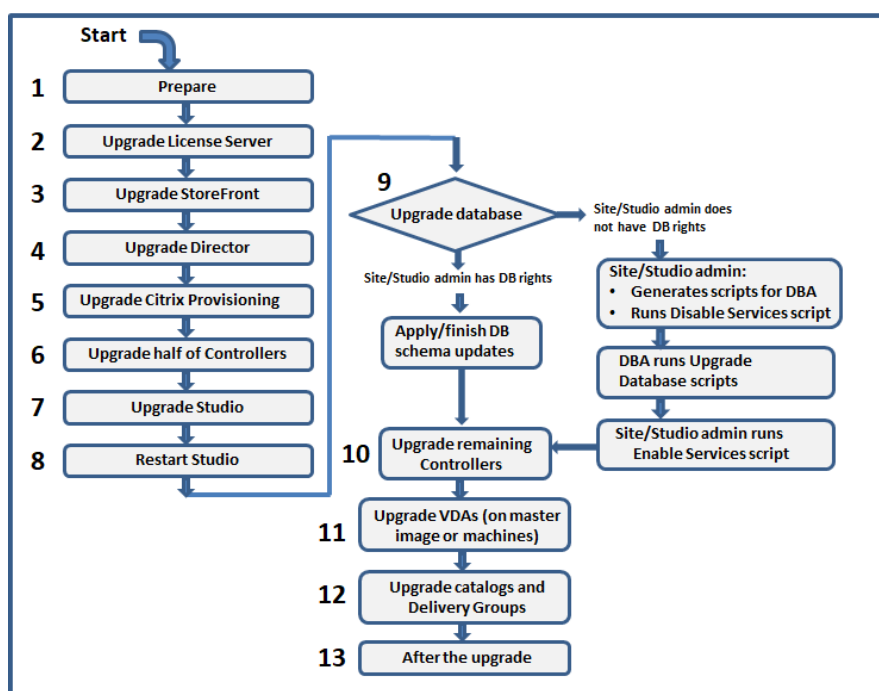 Start
1
Prepare
2
Upgrade License Server
3
Upgrade StoreFront
4
Upgrade Director
5
Upgrade Citrix Provisioning
6
Upgrade half of Controllers
7
Upgrade Studio
8
Restart Studio
9
Upgrade database
Site/Studio admin does
not have DB rights
Site/Studio admin has DB rights
Apply/finish DB
schema updates
Site/Studio admin:
• Generates scripts for DBA
• Runs Disable Services script
DBA runs Upgrade
Database scripts
Site/Studio admin runs
Enable Services script
10
Upgrade remaining
Controllers
11
Upgrade VDAs (on master
image or machines)
12
Upgrade catalogs and
Delivery Groups
13
After the upgrade